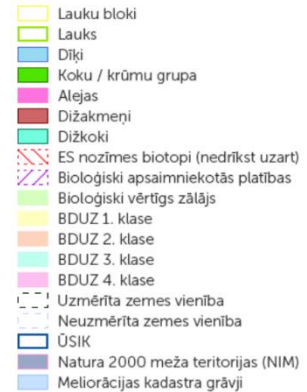 Lauku bloki
Lauks
Dīķi
Koku / krūmu grupa
Alejas
Dižakmeņi
Dižkoki
ES nozīmes biotopi (nedrīkst uzart)
Bioloģiski apsaimniekotās platības
Bioloģiski vērtīgs zālājs
BDUZ 1. klase
BDUZ 2. klase
BDUZ 3. klase
BDUZ 4. klase
Uzmērīta zemes vienība
Neuzmērīta zemes vienība
ŪSIK
Natura 2000 meža teritorijas (NIM)
Meliorācijas kadastra grāvji